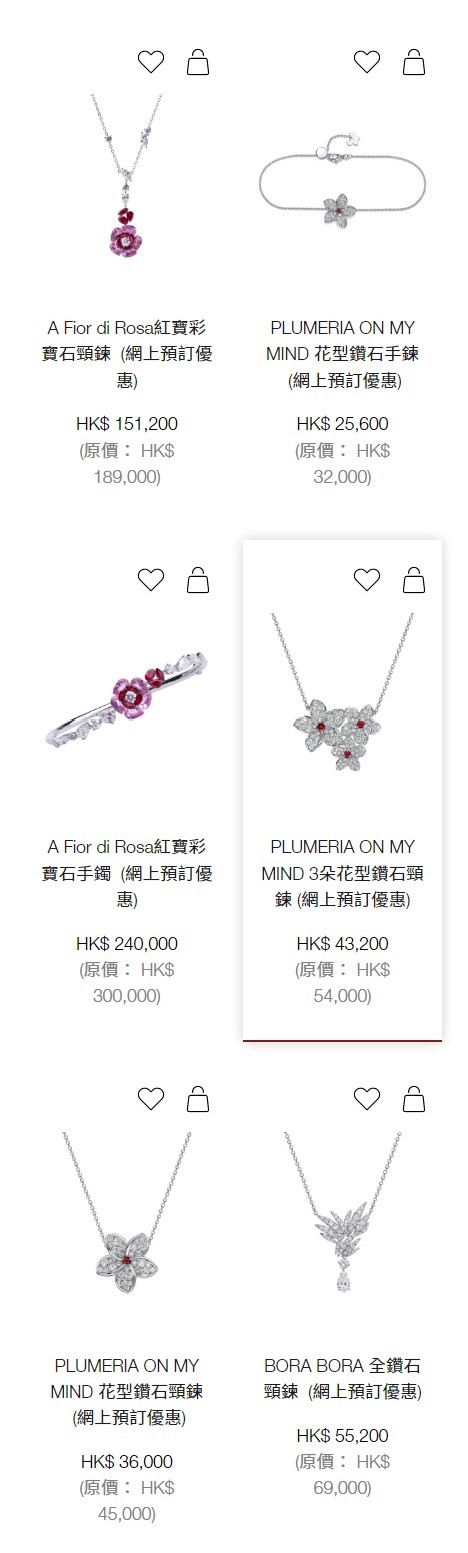 A Fior di Rosa紅寶彩
寶石頸鍊 (網上預訂優
惠)
HK$ 151,200
(原價： HK$
189,000)
PLUMERIA ON MY
MIND 花型鑽石手鍊
(網上預訂優惠)
HK$ 25,600
(原價： HK$
32,000)
A Fior di Rosa紅寶彩
寶石手鐲 (網上預訂優
惠)
HK$ 240,000
(原價： HK$
300,000)
PLUMERIA ON MY
MIND 3朵花型鑽石頸
鍊 (網上預訂優惠)
HK$ 43,200
(原價： HK$
54,000)
PLUMERIA ON MY
MIND 花型鑽石頸鍊
(網上預訂優惠)
HK$ 36,000
(原價： HK$
45,000)
BORA BORA 全鑽石
頸鍊 (網上預訂優惠)
HK$ 55,200
(原價： HK$
69,000)